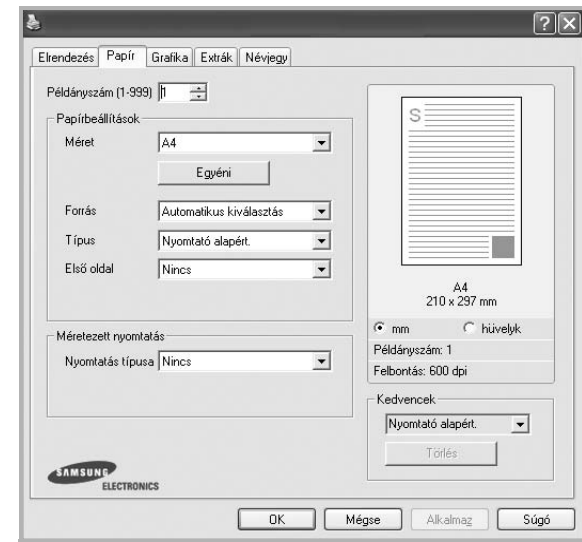 Elrendezés Papír Grafika Extrák Névjegy
Példányszám (1-999) 1
Papírbeállítások
Méret A4
Egyéni
Forrás Automatikus kiválasztás
Típus Nyomtató alapért.
Első oldal Nincs
Méretezett nyomtatás
Nyomtatás típusa Nincs
SAMSUNG
ELECTRONICS
S
A4
210 x 297 mm
mm hüvelyk
Példányszám: 1
Felbontás: 600 dpi
Kedvencek
Nyomtató alapért.
Törlés
OK Mégse Alkalmaz Súgó